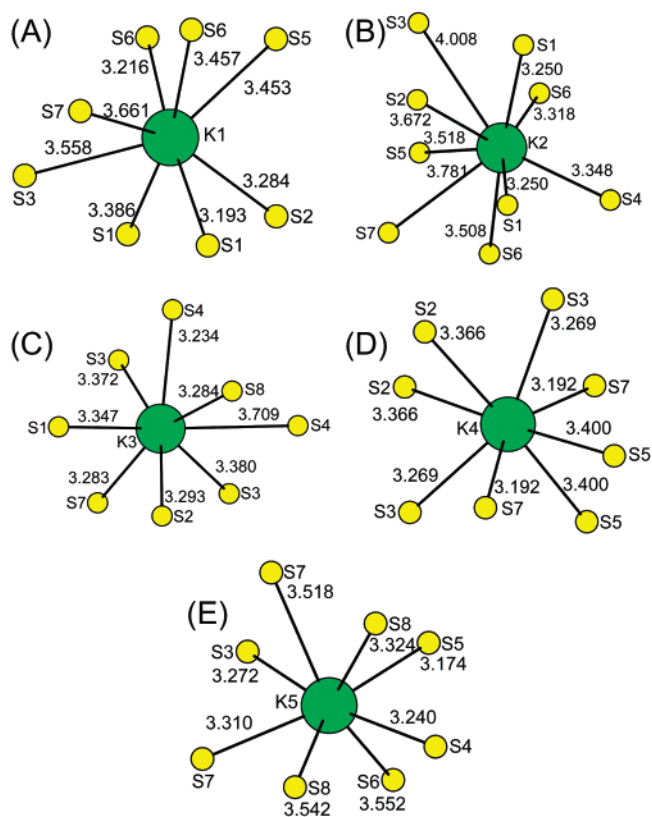 (A)
S6
S6
S5
3.216
3.457
3.453
S7
3.661
K1
3.558
S3
3.284
S2
3.386
3.193
S1
S1
(B)
S3
4.008
S1
3.250
S6
3.318
S2
3.672
3.518
K2
S5
3.781
3.250
3.348
S4
S7
S1
3.508
S6
(C)
S4
3.234
S3
3.372
3.284
S8
3.709
S1
3.347
K3
S4
3.283
3.380
S7
3.293
S3
S2
(D)
S3
3.269
S2
3.366
3.192
S7
S2
3.366
K4
3.400
S5
3.269
3.192
3.400
S3
S7
S5
(E)
S7
3.518
S8
3.324
S5
3.174
S3
3.272
K5
3.310
3.240
S4
S7
S8
3.542
S6
3.552